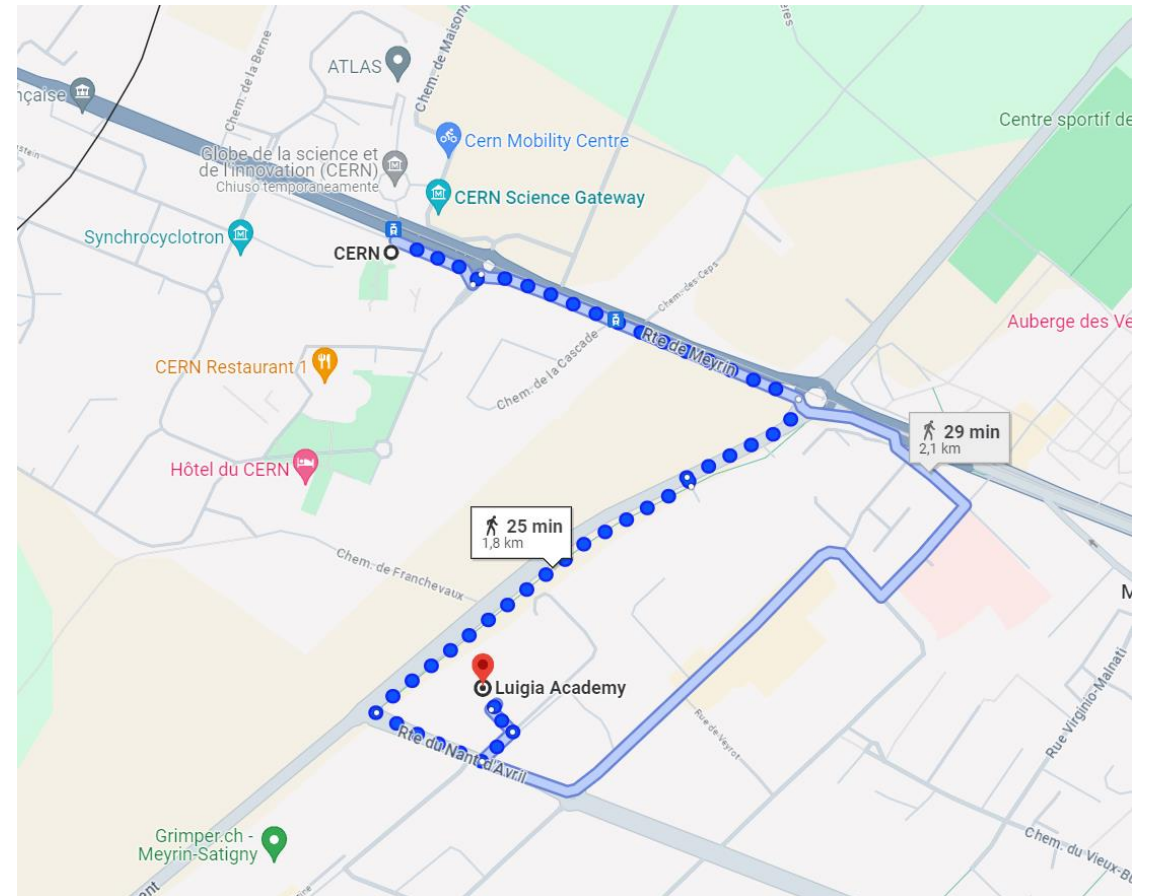 ATLAS
Chem. de la Berne
nçaise
Cern Mobility Centre
Centre sportif de
Globe de la science et
de l'innovation (CERN)
Chiuso temporaneamente
CERN Science Gateway
Synchrocyclotron
CERN
Chem. des Ceps
Rte de Meyrin
Auberge des Ve
CERN Restaurant 1
Chem. de la Cascade
29 min
2,1 km
Hôtel du CERN
25 min
1,8 km
Chem. de Franchevaux
M
Luigia Academy
Rte du Nant d'Avril
Rue de Veyrot
Rue Virginio-Malnati
Grimper.ch -
Meyrin-Satigny
Chem. du Vieux-B